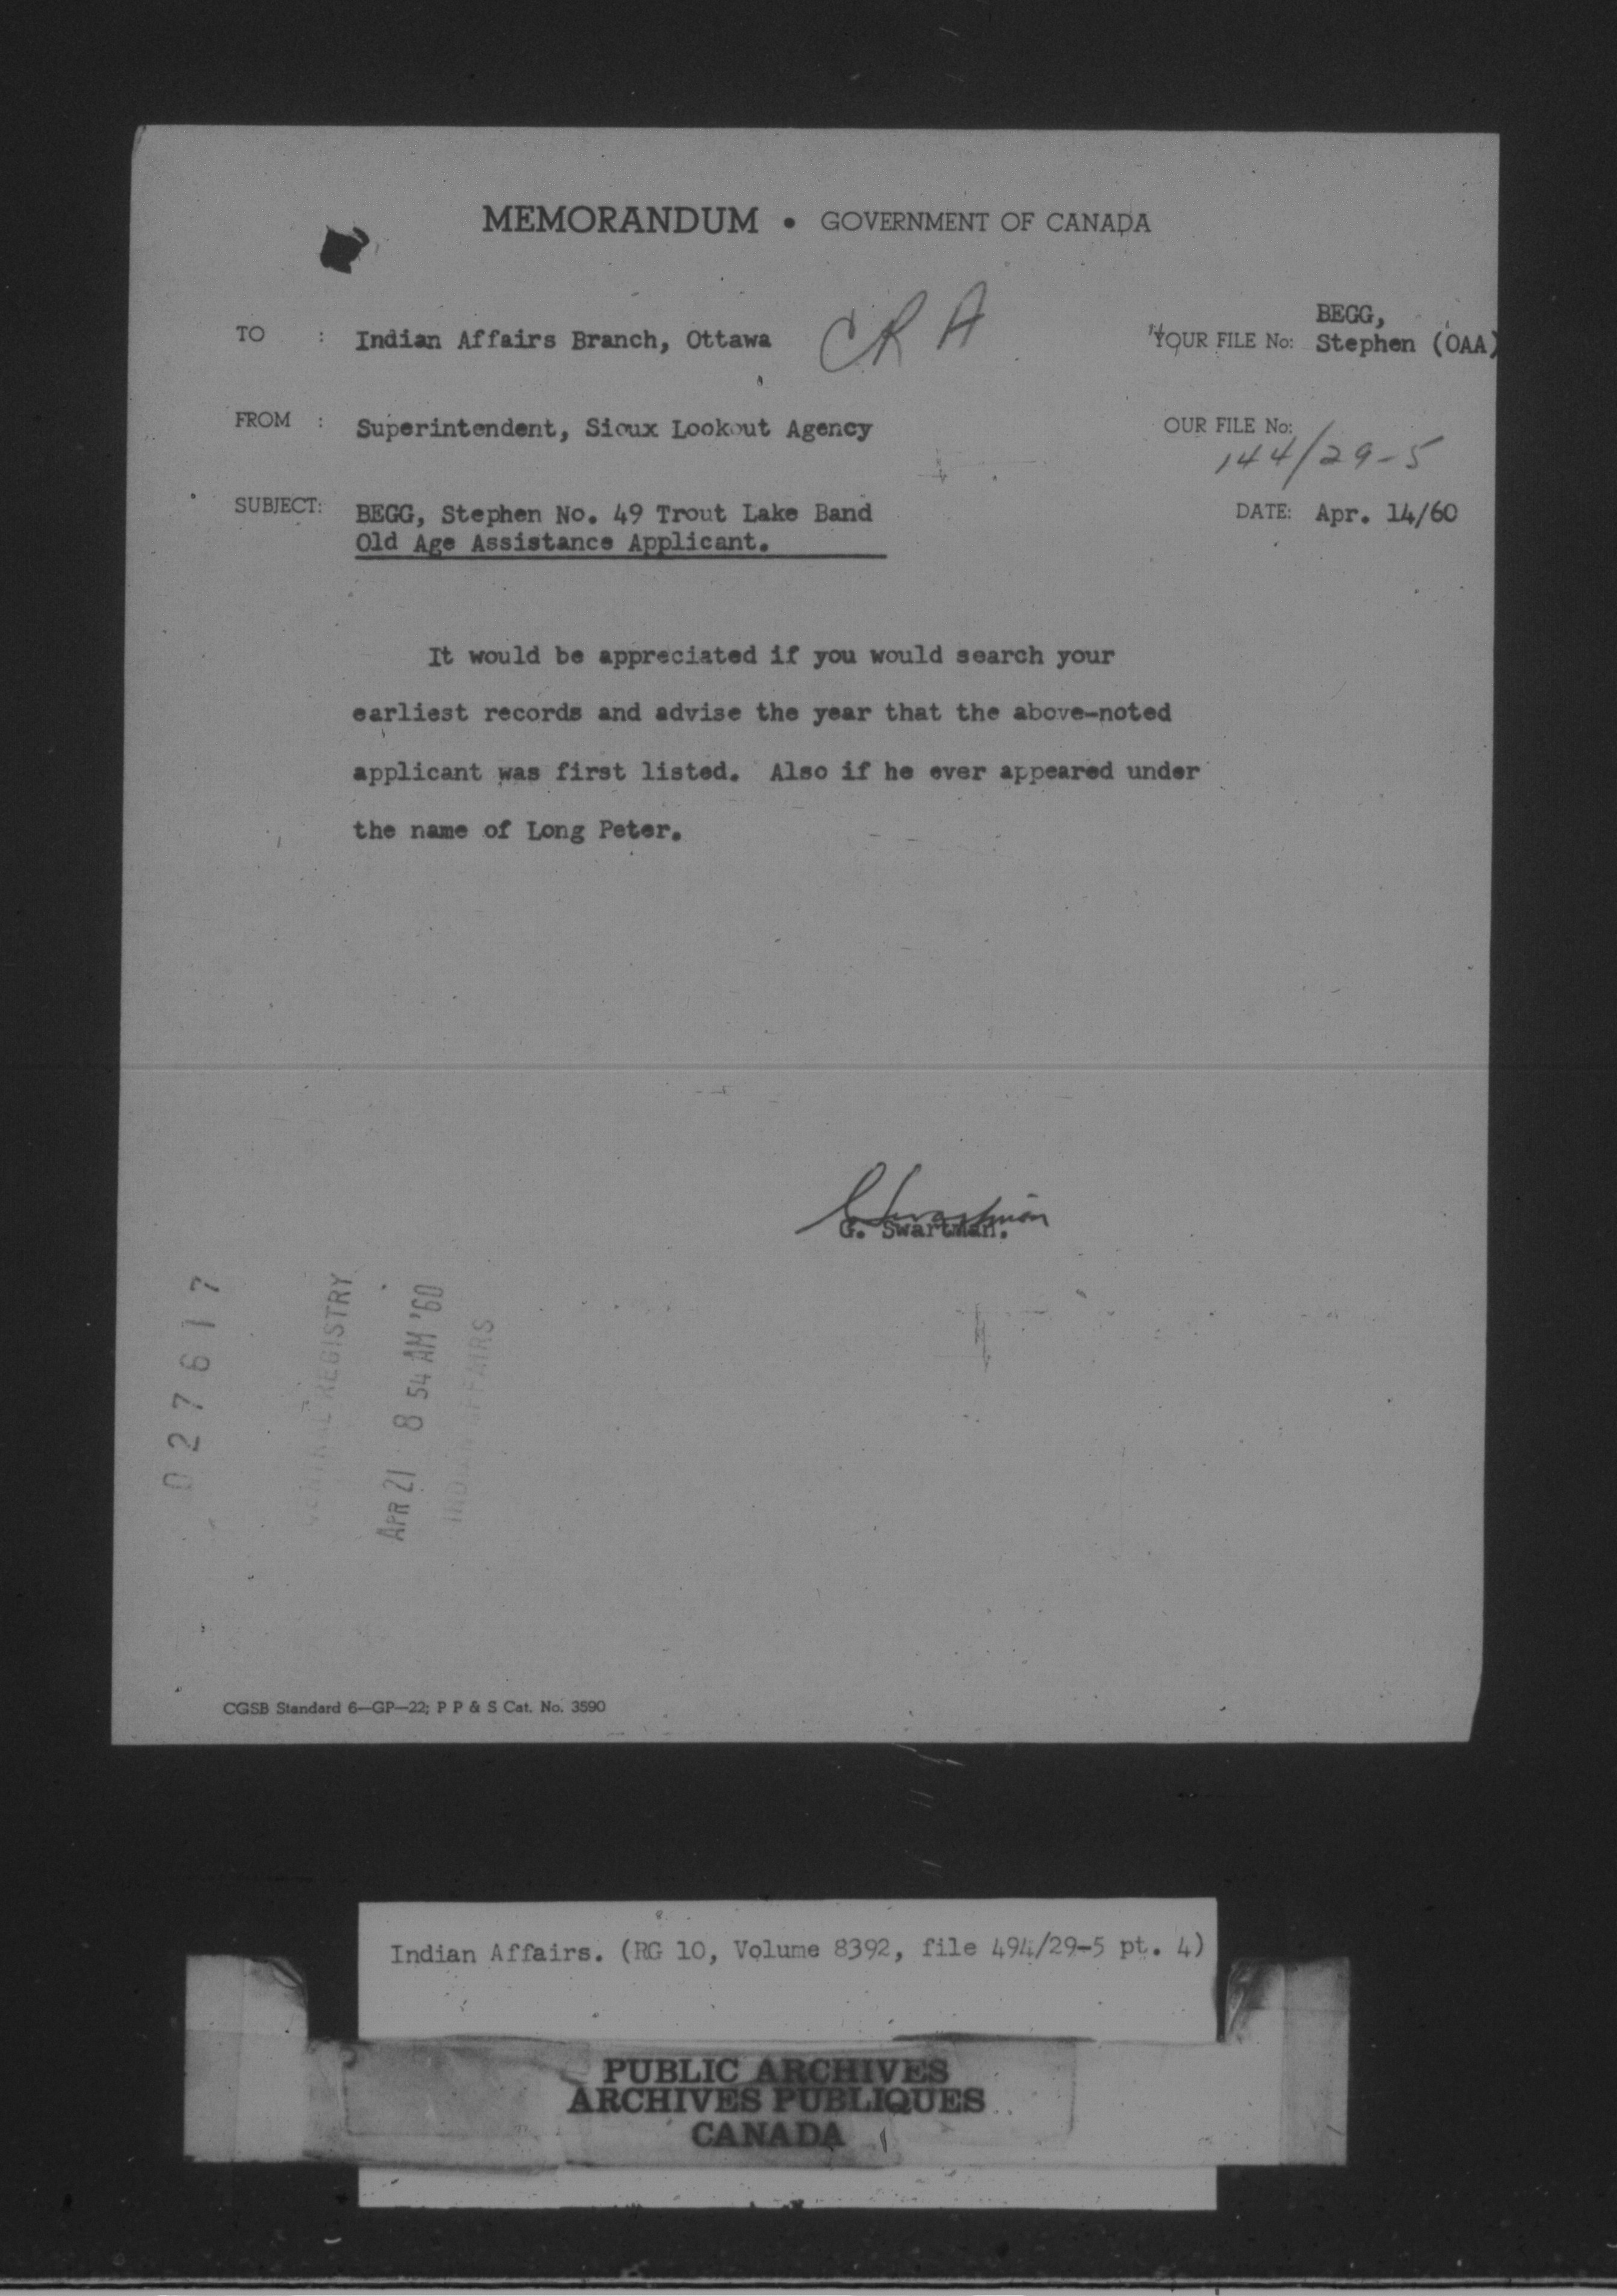 MEMORANDUM • GOVERNMENT OF CANADA
BEGG,
TO : Indian Affairs Branch, Ottawa CRA YOUR FILE No: Stephen (OAA)
FROM : Superintendent, Sioux Lookout Agency OUR FILE No:
144/29-5
SUBJECT: BEGG, Stephen No. 49 Trout Lake Band DATE: Apr. 14/60
Old Age Assistance Applicant.
It would be appreciated if you would search your
earliest records and advise the year that the above-noted
applicant was first listed. Also if he ever appeared under
the name of Long Peter.
G Swartman
G. Swartman.
027617
REGISTRY
APR 21 8 54 AM '60
INDIAN AFFAIRS
CGSB Standard 6—GP—22; P P & S Cat. No. 3590
Indian Affairs. (RG 10, Volume 8392, file 494/29-5 pt. 4)
PUBLIC ARCHIVES
ARCHIVES PUBLIQUES
CANADA